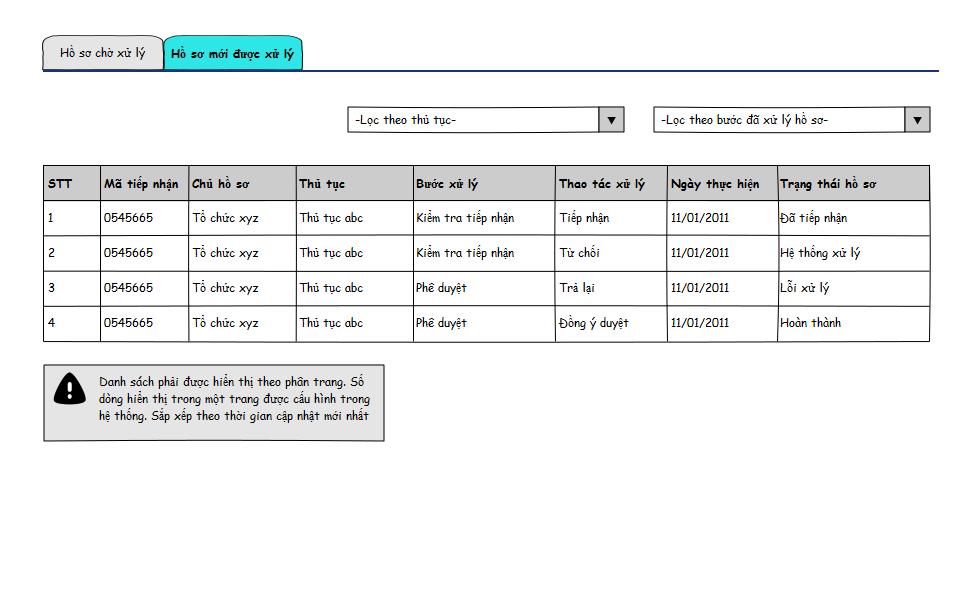 Hồ sơ chờ xử lý Hồ sơ mới được xử lý
-Lọc theo thủ tục- -Lọc theo bước đã xử lý hồ sơ-
STT Mã tiếp nhận Chủ hồ sơ Thủ tục Bước xử lý Thao tác xử lý Ngày thực hiện Trạng thái hồ sơ
1 0545665 Tổ chức xyz Thủ tục abc Kiểm tra tiếp nhận Tiếp nhận 11/01/2011 Đã tiếp nhận
2 0545665 Tổ chức xyz Thủ tục abc Kiểm tra tiếp nhận Từ chối 11/01/2011 Hệ thống xử lý
3 0545665 Tổ chức xyz Thủ tục abc Phê duyệt Trả lại 11/01/2011 Lỗi xử lý
4 0545665 Tổ chức xyz Thủ tục abc Phê duyệt Đồng ý duyệt 11/01/2011 Hoàn thành
Danh sách phải được hiển thị theo phân trang. Số
dòng hiển thị trong một trang được cấu hình trong
hệ thống. Sắp xếp theo thời gian cập nhật mới nhất